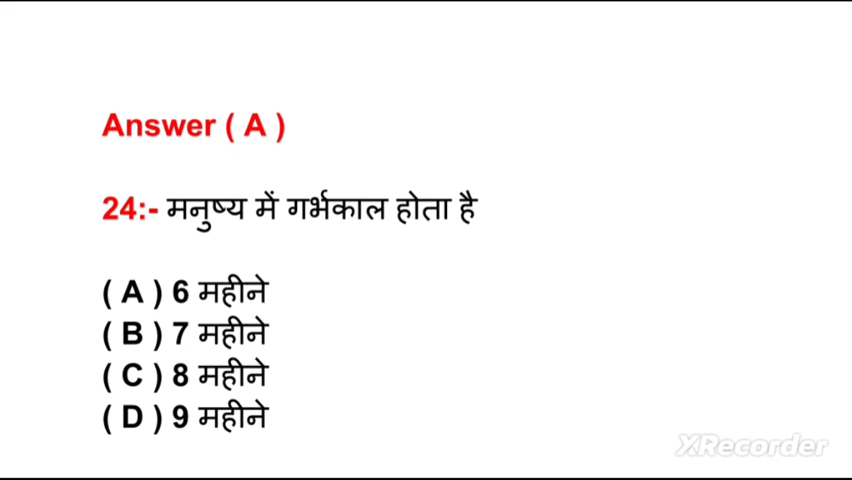 Answer ( A )
24:- मनुष्य में गर्भकाल होता है
( A ) 6 महीने
( B ) 7 महीने
( C ) 8 महीने
( D ) 9 महीने
XRecorder